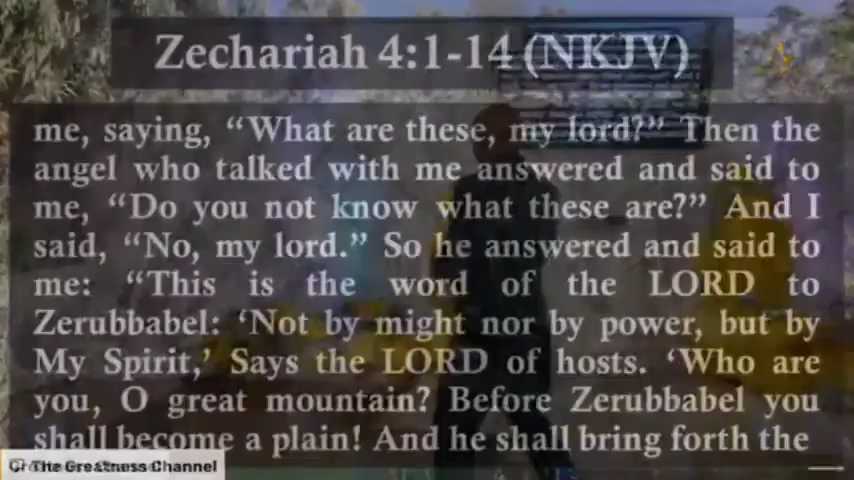 Zechariah 4:1-14 (NKJV)
me, saying, “What are these, my lord?” Then the
angel who talked with me answered and said to
me, “Do you not know what these are?” And I
said, “No, my lord.” So he answered and said to
me: “This is the word of the LORD to
Zerubbabel: ‘Not by might nor by power, but by
My Spirit,’ Says the LORD of hosts. ‘Who are
you, O great mountain? Before Zerubbabel you
shall become a plain! And he shall bring forth the
The Greatness Channel